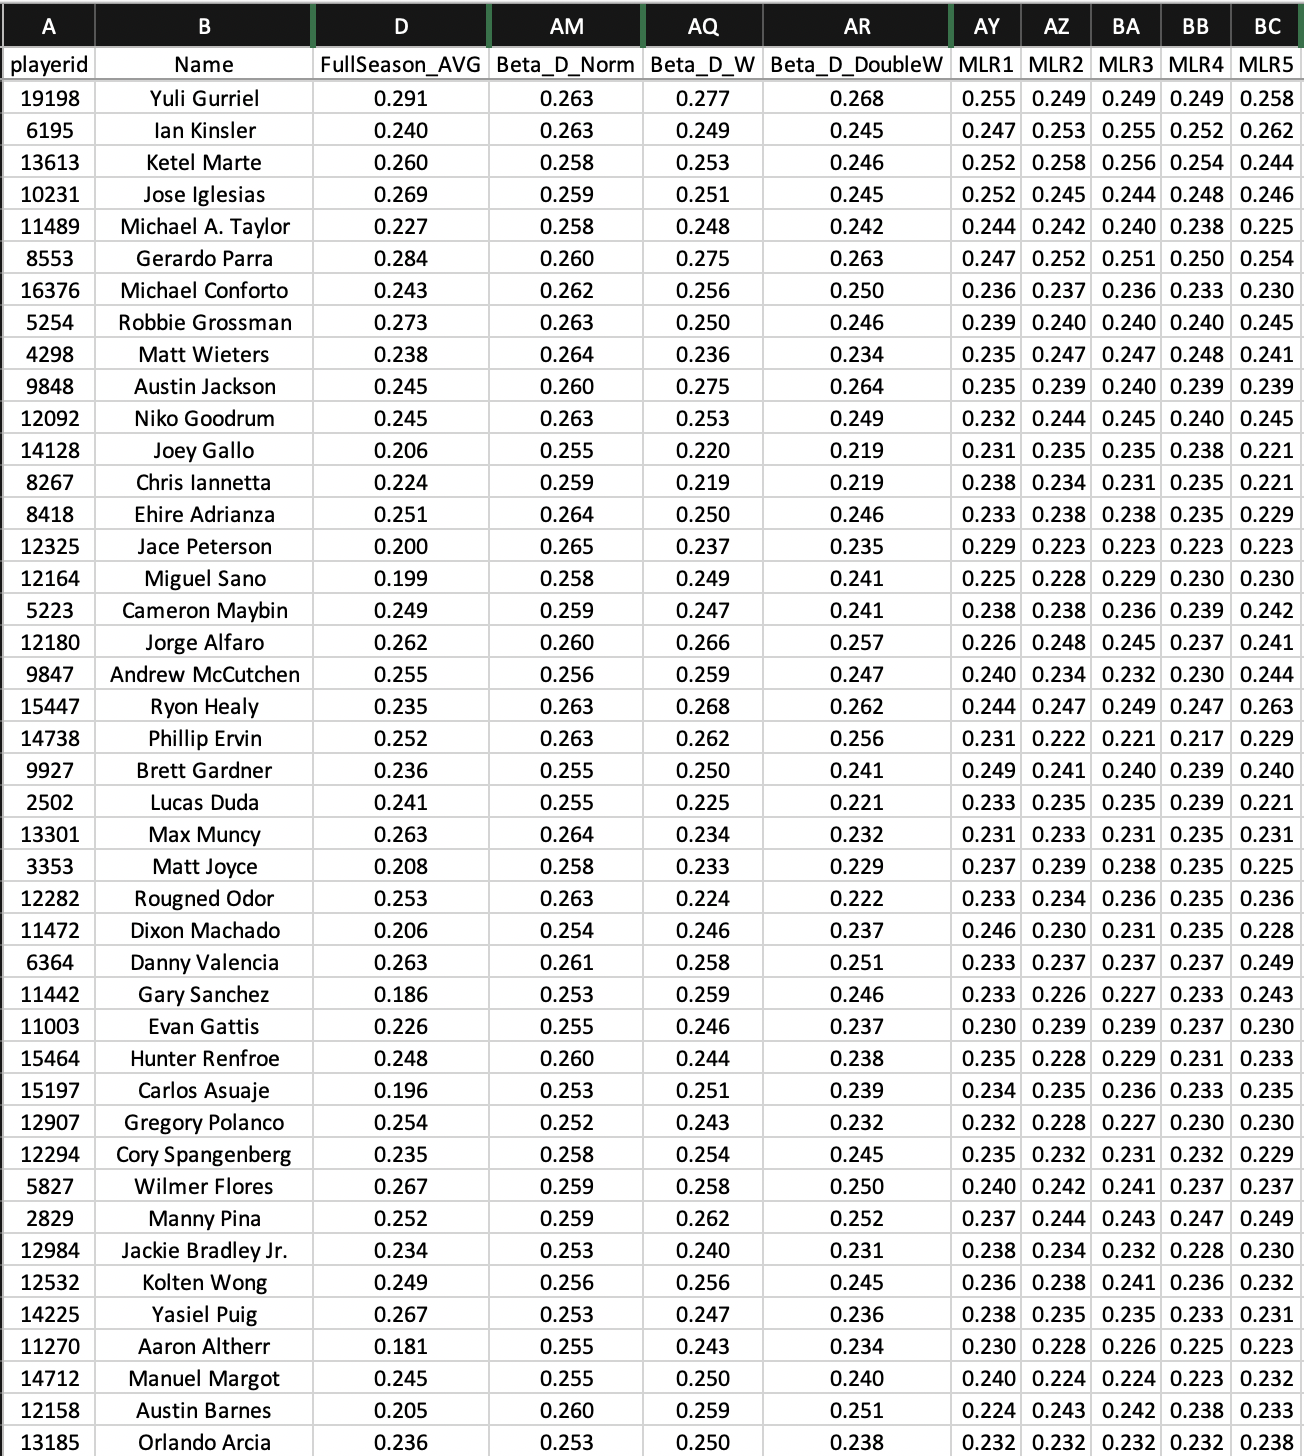 A B D AM AQ AR AY AZ BA BB BC
playerid Name FullSeason_AVG Beta_D_Norm Beta_D_W Beta_D_DoubleW MLR1 MLR2 MLR3 MLR4 MLR5
19198 Yuli Gurriel 0.291 0.263 0.277 0.268 0.255 0.249 0.249 0.249 0.258
6195 Ian Kinsler 0.240 0.263 0.249 0.245 0.247 0.253 0.255 0.252 0.262
13613 Ketel Marte 0.260 0.258 0.253 0.246 0.252 0.258 0.256 0.254 0.244
10231 Jose Iglesias 0.269 0.259 0.251 0.245 0.252 0.245 0.244 0.248 0.246
11489 Michael A. Taylor 0.227 0.258 0.248 0.242 0.244 0.242 0.240 0.238 0.225
8553 Gerardo Parra 0.284 0.260 0.275 0.263 0.247 0.252 0.251 0.250 0.254
16376 Michael Conforto 0.243 0.262 0.256 0.250 0.236 0.237 0.236 0.233 0.230
5254 Robbie Grossman 0.273 0.263 0.250 0.246 0.239 0.240 0.240 0.240 0.245
4298 Matt Wieters 0.238 0.264 0.236 0.234 0.235 0.247 0.247 0.248 0.241
9848 Austin Jackson 0.245 0.260 0.275 0.264 0.235 0.239 0.240 0.239 0.239
12092 Niko Goodrum 0.245 0.263 0.253 0.249 0.232 0.244 0.245 0.240 0.245
14128 Joey Gallo 0.206 0.255 0.220 0.219 0.231 0.235 0.235 0.238 0.221
8267 Chris Iannetta 0.224 0.259 0.219 0.219 0.238 0.234 0.231 0.235 0.221
8418 Ehire Adrianza 0.251 0.264 0.250 0.246 0.233 0.238 0.238 0.235 0.229
12325 Jace Peterson 0.200 0.265 0.237 0.235 0.229 0.223 0.223 0.223 0.223
12164 Miguel Sano 0.199 0.258 0.249 0.241 0.225 0.228 0.229 0.230 0.230
5223 Cameron Maybin 0.249 0.259 0.247 0.241 0.238 0.238 0.236 0.239 0.242
12180 Jorge Alfaro 0.262 0.260 0.266 0.257 0.226 0.248 0.245 0.237 0.241
9847 Andrew McCutchen 0.255 0.256 0.259 0.247 0.240 0.234 0.232 0.230 0.244
15447 Ryon Healy 0.235 0.263 0.268 0.262 0.244 0.247 0.249 0.247 0.263
14738 Phillip Ervin 0.252 0.263 0.262 0.256 0.231 0.222 0.221 0.217 0.229
9927 Brett Gardner 0.236 0.255 0.250 0.241 0.249 0.241 0.240 0.239 0.240
2502 Lucas Duda 0.241 0.255 0.225 0.221 0.233 0.235 0.235 0.239 0.221
13301 Max Muncy 0.263 0.264 0.234 0.232 0.231 0.233 0.231 0.235 0.231
3353 Matt Joyce 0.208 0.258 0.233 0.229 0.237 0.239 0.238 0.235 0.225
12282 Rougned Odor 0.253 0.263 0.224 0.222 0.233 0.234 0.236 0.235 0.236
11472 Dixon Machado 0.206 0.254 0.246 0.237 0.246 0.230 0.231 0.235 0.228
6364 Danny Valencia 0.263 0.261 0.258 0.251 0.233 0.237 0.237 0.237 0.249
11442 Gary Sanchez 0.186 0.253 0.259 0.246 0.233 0.226 0.227 0.233 0.243
11003 Evan Gattis 0.226 0.255 0.246 0.237 0.230 0.239 0.239 0.237 0.230
15464 Hunter Renfroe 0.248 0.260 0.244 0.238 0.235 0.228 0.229 0.231 0.233
15197 Carlos Asuaje 0.196 0.253 0.251 0.239 0.234 0.235 0.236 0.233 0.235
12907 Gregory Polanco 0.254 0.252 0.243 0.232 0.232 0.228 0.227 0.230 0.230
12294 Cory Spangenberg 0.235 0.258 0.254 0.245 0.235 0.232 0.231 0.232 0.229
5827 Wilmer Flores 0.267 0.259 0.258 0.250 0.240 0.242 0.241 0.237 0.237
2829 Manny Pina 0.252 0.259 0.262 0.252 0.237 0.244 0.243 0.247 0.249
12984 Jackie Bradley Jr. 0.234 0.253 0.240 0.231 0.238 0.234 0.232 0.228 0.230
12532 Kolten Wong 0.249 0.256 0.256 0.245 0.236 0.238 0.241 0.236 0.232
14225 Yasiel Puig 0.267 0.253 0.247 0.236 0.238 0.235 0.235 0.233 0.231
11270 Aaron Altherr 0.181 0.255 0.243 0.234 0.230 0.228 0.226 0.225 0.223
14712 Manuel Margot 0.245 0.255 0.250 0.240 0.240 0.224 0.224 0.223 0.232
12158 Austin Barnes 0.205 0.260 0.259 0.251 0.224 0.243 0.242 0.238 0.233
13185 Orlando Arcia 0.236 0.253 0.250 0.238 0.232 0.232 0.232 0.232 0.238